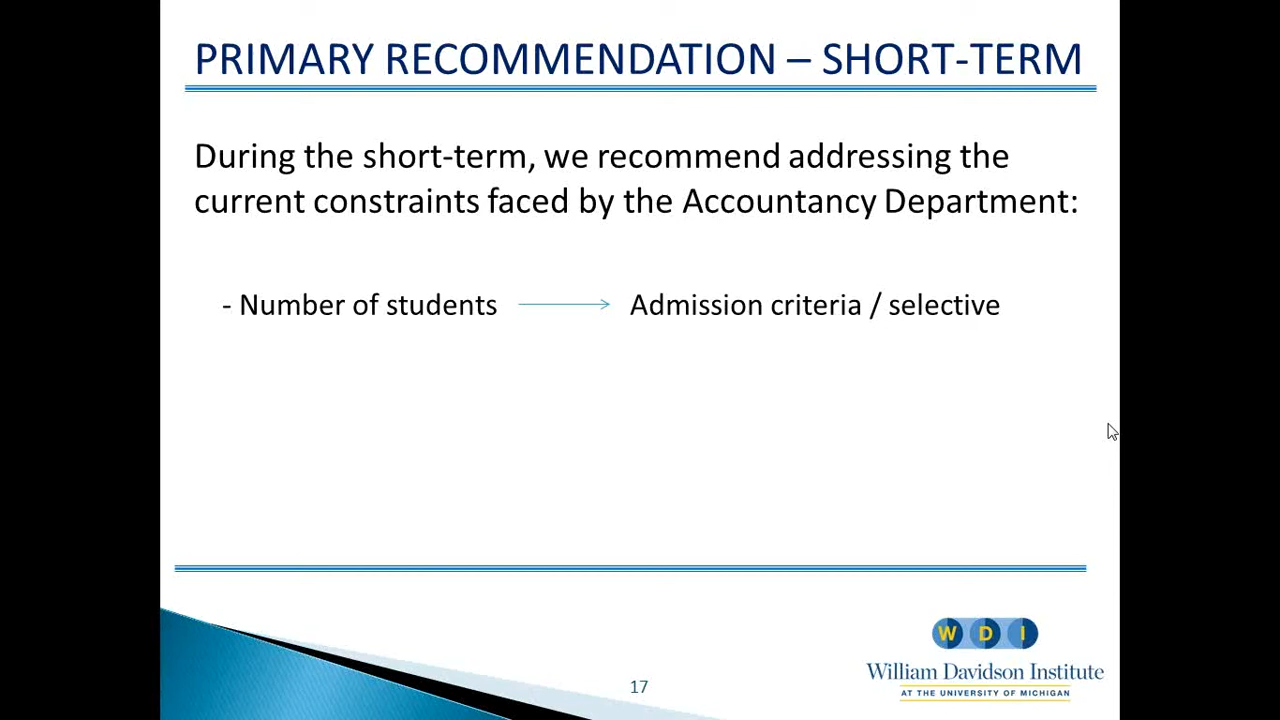 PRIMARY RECOMMENDATION – SHORT-TERM
During the short-term, we recommend addressing the
current constraints faced by the Accountancy Department:
- Number of students Admission criteria / selective
W D I
William Davidson Institute
AT THE UNIVERSITY OF MICHIGAN
17